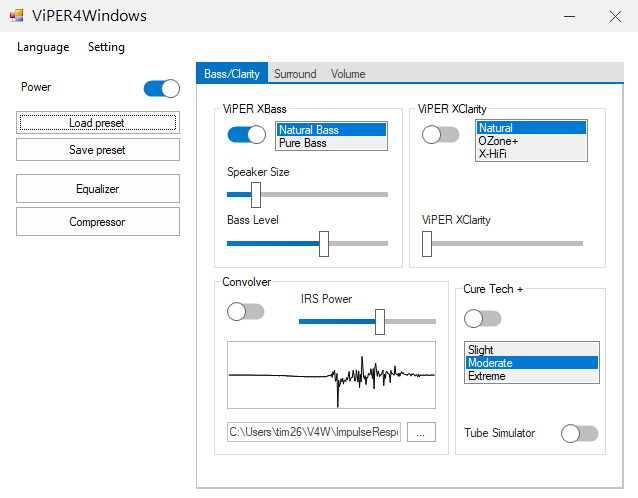 ViPER4Windows
Language Setting
Power
Load preset
Save preset
Equalizer
Compressor
Bass/Clarity Surround Volume
ViPER XBass
Natural Bass
Pure Bass
Speaker Size
Bass Level
ViPER XClarity
Natural
OZone+
X-HiFi
ViPER XClarity
Convolver
IRS Power
C:\Users\tim26\V4W\ImpulseRespo
...
Cure Tech +
Slight
Moderate
Extreme
Tube Simulator